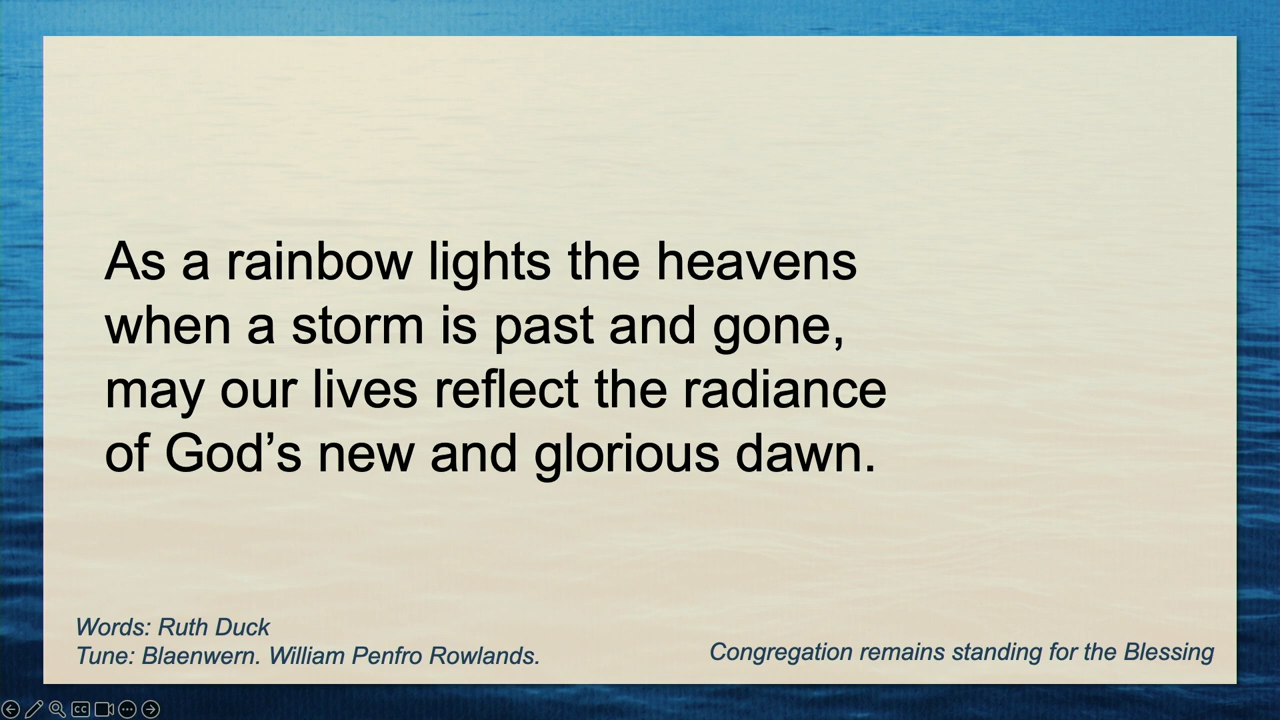 As a rainbow lights the heavens
when a storm is past and gone,
may our lives reflect the radiance
of God’s new and glorious dawn.
Words: Ruth Duck
Tune: Blaenwern. William Penfro Rowlands.
Congregation remains standing for the Blessing
CC